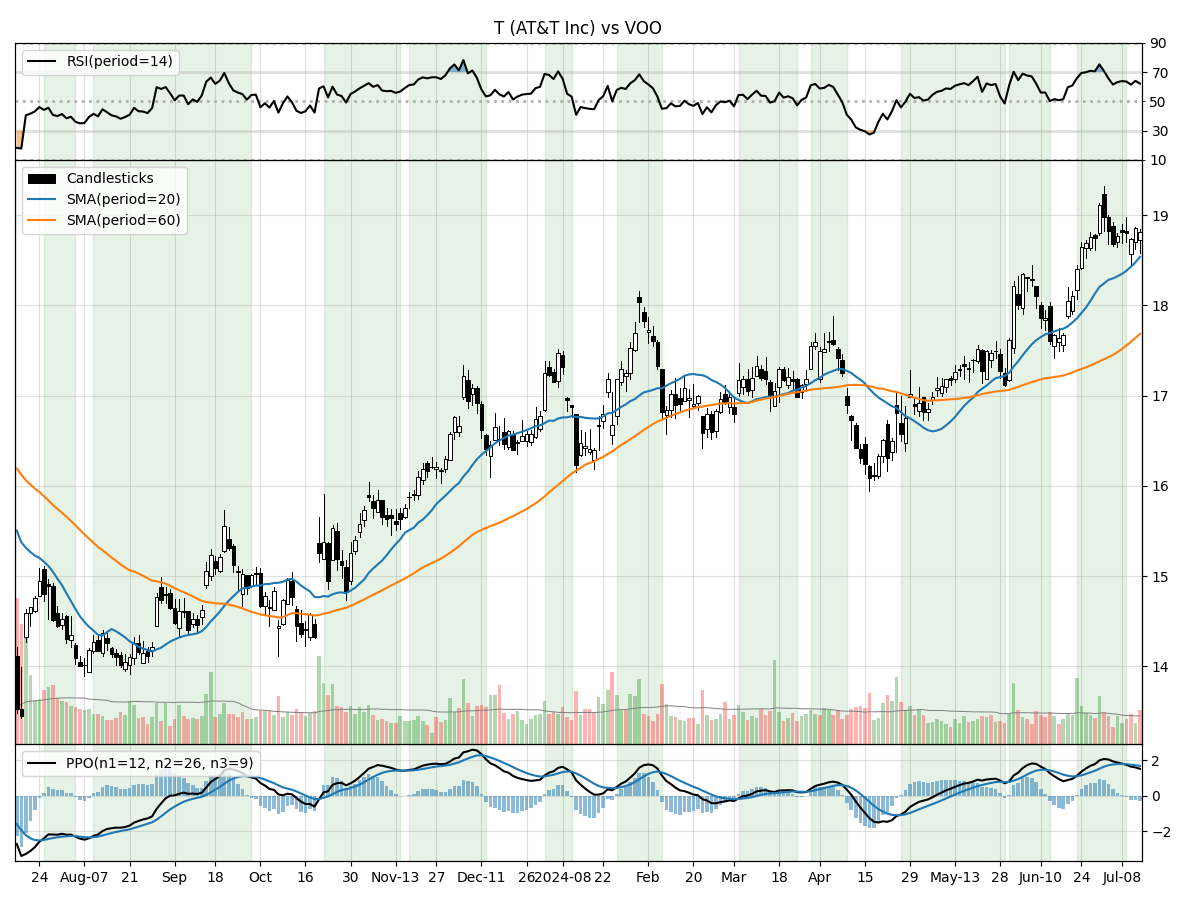 T (AT&T Inc) vs VOO
RSI(period=14)
90
70
50
30
10
Candlesticks
SMA(period=20)
SMA(period=60)
19
18
17
16
15
14
PPO(n1=12, n2=26, n3=9)
2
0
−2
24 Aug-07 21 Sep 18 Oct 16 30 Nov-13 27 Dec-11 26 2024-08 22 Feb 20 Mar 18 Apr 15 29 May-13 28 Jun-10 24 Jul-08